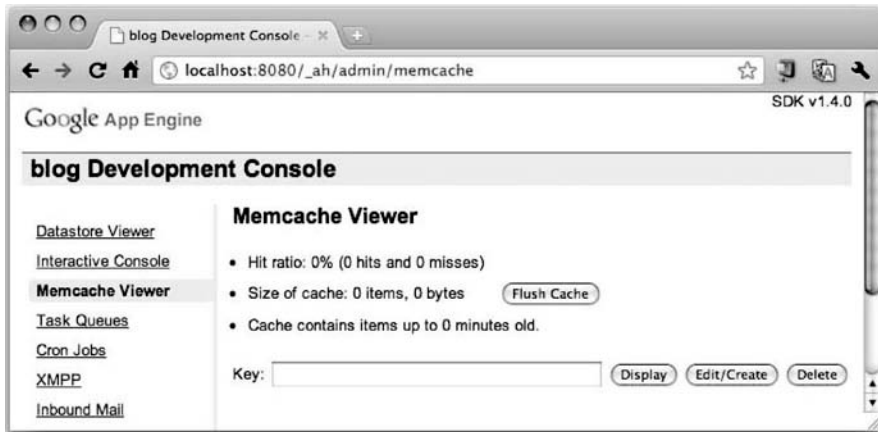 blog Development Console -
localhost:8080/_ah/admin/memcache
SDK v1.4.0
Google App Engine
blog Development Console
Datastore Viewer
Interactive Console
Memcache Viewer
Task Queues
Cron Jobs
XMPP
Inbound Mail
Memcache Viewer
• Hit ratio: 0% (0 hits and 0 misses)
• Size of cache: 0 items, 0 bytes Flush Cache
• Cache contains items up to 0 minutes old.
Key: Display Edit/Create Delete